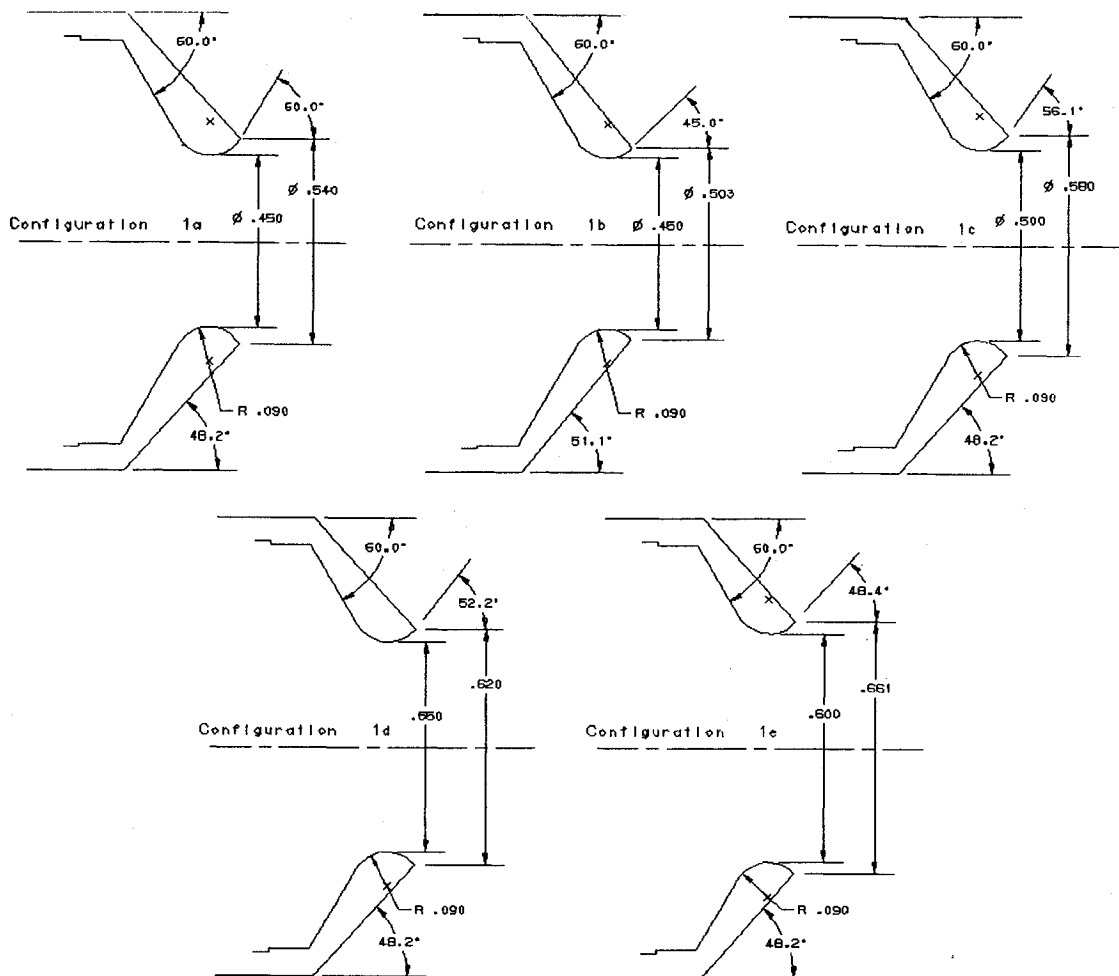 60.0°
60.0°
Ø .540
Ø .450
Configuration 1a
R .090
48.2°
60.0°
45.0°
Ø .503
Configuration 1b
Ø .450
R .090
51.1°
60.0°
56.1°
Ø .580
Configuration 1c
Ø .500
R .090
48.2°
60.0°
52.2°
.620
.550
Configuration 1d
R .090
48.2°
60.0°
48.4°
.661
.600
Configuration 1e
R .090
48.2°